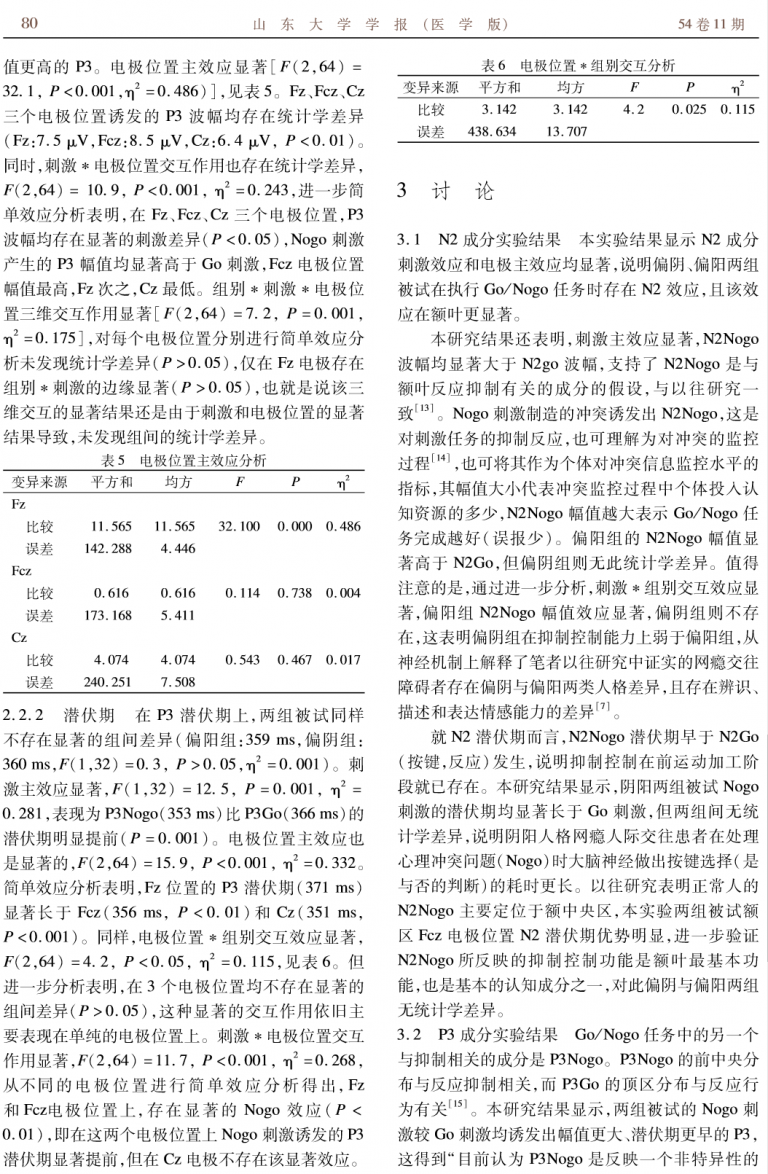 80
山 东 大 学 学 报 (医 学 版)
54 卷 11 期
值更高的 P3。电极位置主效应显著[F(2,64) =
32.1, P<0.001,η²=0.486)],见表5。Fz、Fcz、Cz
三个电极位置诱发的 P3 波幅均存在统计学差异
(Fz:7.5 μV,Fcz:8.5 μV,Cz:6.4 μV, P<0.01)。
同时,刺激*电极位置交互作用也存在统计学差异,
F(2,64) = 10.9, P<0.001, η²=0.243,进一步简
单效应分析表明,在 Fz、Fcz、Cz 三个电极位置,P3
波幅均存在显著的刺激差异(P<0.05),Nogo 刺激
产生的 P3 幅值均显著高于 Go 刺激,Fcz 电极位置
幅值最高,Fz 次之,Cz 最低。组别*刺激*电极位
置三维交互作用显著[F(2,64)=7.2, P=0.001,
η²=0.175],对每个电极位置分别进行简单效应分
析未发现统计学差异(P>0.05),仅在 Fz 电极存在
组别*刺激的边缘显著(P>0.05),也就是说该三
维交互的显著结果还是由于刺激和电极位置的显著
结果导致,未发现组间的统计学差异。
表5 电极位置主效应分析
变异来源 平方和 均方 F P η²
Fz
比较 11.565 11.565 32.100 0.000 0.486
误差 142.288 4.446
Fcz
比较 0.616 0.616 0.114 0.738 0.004
误差 173.168 5.411
Cz
比较 4.074 4.074 0.543 0.467 0.017
误差 240.251 7.508
2.2.2 潜伏期 在 P3 潜伏期上,两组被试同样
不存在显著的组间差异(偏阳组:359 ms,偏阴组:
360 ms,F(1,32)=0.3, P>0.05,η²=0.001)。刺
激主效应显著,F(1,32)=12.5, P=0.001, η²=
0.281,表现为 P3Nogo(353 ms)比 P3Go(366 ms)的
潜伏期明显提前(P=0.001)。电极位置主效应也
是显著的,F(2,64)=15.9, P<0.001, η²=0.332。
简单效应分析表明,Fz 位置的 P3 潜伏期(371 ms)
显著长于 Fcz(356 ms, P<0.01)和 Cz(351 ms,
P<0.001)。同样,电极位置*组别交互效应显著,
F(2,64)=4.2, P<0.05, η²=0.115,见表6。但
进一步分析表明,在 3 个电极位置均不存在显著的
组间差异(P>0.05),这种显著的交互作用依旧主
要表现在单纯的电极位置上。刺激*电极位置交互
作用显著,F(2,64)=11.7, P<0.001, η²=0.268,
从不同的电极位置进行简单效应分析得出,Fz
和 Fcz电极位置上,存在显著的 Nogo 效应(P<
0.01),即在这两个电极位置上 Nogo 刺激诱发的 P3
潜伏期显著提前,但在 Cz 电极不存在该显著效应。
表6 电极位置*组别交互分析
变异来源 平方和 均方 F P η²
比较 3.142 3.142 4.2 0.025 0.115
误差 438.634 13.707
3 讨 论
3.1 N2 成分实验结果 本实验结果显示 N2 成分
刺激效应和电极主效应均显著,说明偏阴、偏阳两组
被试在执行 Go/Nogo 任务时存在 N2 效应,且该效
应在额叶更显著。
本研究结果还表明,刺激主效应显著,N2Nogo
波幅均显著大于 N2go 波幅,支持了 N2Nogo 是与
额叶反应抑制有关的成分的假设,与以往研究一
致[13]。Nogo 刺激制造的冲突诱发出 N2Nogo,这是
对刺激任务的抑制反应,也可理解为对冲突的监控
过程[14],也可将其作为个体对冲突信息监控水平的
指标,其幅值大小代表冲突监控过程中个体投入认
知资源的多少,N2Nogo 幅值越大表示 Go/Nogo 任
务完成越好(误报少)。偏阳组的 N2Nogo 幅值显
著高于 N2Go,但偏阴组则无此统计学差异。值得
注意的是,通过进一步分析,刺激*组别交互效应显
著,偏阳组 N2Nogo 幅值效应显著,偏阴组则不存
在,这表明偏阴组在抑制控制能力上弱于偏阳组,从
神经机制上解释了笔者以往研究中证实的网瘾交往
障碍者存在偏阴与偏阳两类人格差异,且存在辨识、
描述和表达情感能力的差异[7]。
就 N2 潜伏期而言,N2Nogo 潜伏期早于 N2Go
(按键,反应)发生,说明抑制控制在前运动加工阶
段就已存在。本研究结果显示,阴阳两组被试 Nogo
刺激的潜伏期均显著长于 Go 刺激,但两组间无统
计学差异,说明阴阳人格网瘾人际交往患者在处理
心理冲突问题(Nogo)时大脑神经做出按键选择(是
与否的判断)的耗时更长。以往研究表明正常人的
N2Nogo 主要定位于额中央区,本实验两组被试额
区 Fcz 电极位置 N2 潜伏期优势明显,进一步验证
N2Nogo 所反映的抑制控制功能是额叶最基本功
能,也是基本的认知成分之一,对此偏阴与偏阳两组
无统计学差异。
3.2 P3 成分实验结果 Go/Nogo 任务中的另一个
与抑制相关的成分是 P3Nogo。P3Nogo 的前中央分
布与反应抑制相关,而 P3Go 的顶区分布与反应行
为有关[15]。本研究结果显示,两组被试的 Nogo 刺
激较 Go 刺激均诱发出幅值更大、潜伏期更早的 P3,
这得到“目前认为 P3Nogo 是反映一个非特异性的